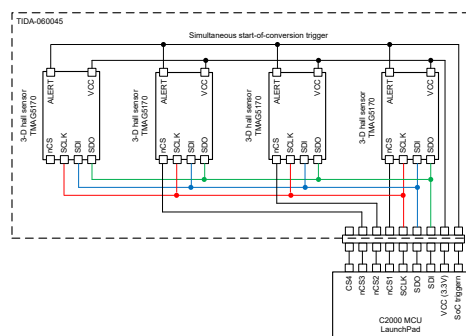 TIDA-060045
Simultaneous start-of-conversion trigger
3-D hall sensor
TMAG5170
ALERT
VCC
nCS
SCLK
SDI
SDO
3-D hall sensor
TMAG5170
ALERT
VCC
nCS
SCLK
SDI
SDO
3-D hall sensor
TMAG5170
ALERT
VCC
nCS
SCLK
SDI
SDO
3-D hall sensor
TMAG5170
ALERT
VCC
nCS
SCLK
SDI
SDO
CS4
nCS3
nCS2
nCS1
SCLK
SDO
SDI
VCC (3.3V)
SoC triggern
C2000 MCU
LaunchPad